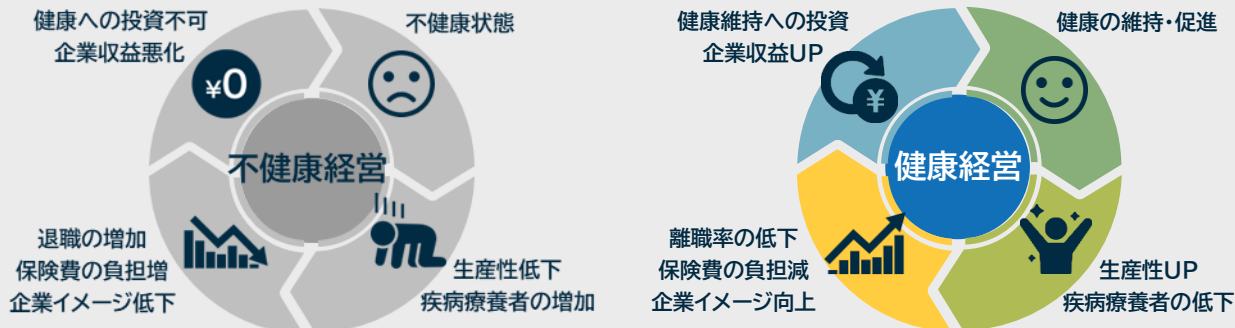 健康への投資不可
企業収益悪化
不健康状態
¥0
不健康経営
退職の増加
保険費の負担増
企業イメージ低下
生産性低下
疾病療養者の増加
健康維持への投資
企業収益UP
健康の維持・促進
¥
健康経営
離職率の低下
保険費の負担減
企業イメージ向上
生産性UP
疾病療養者の低下